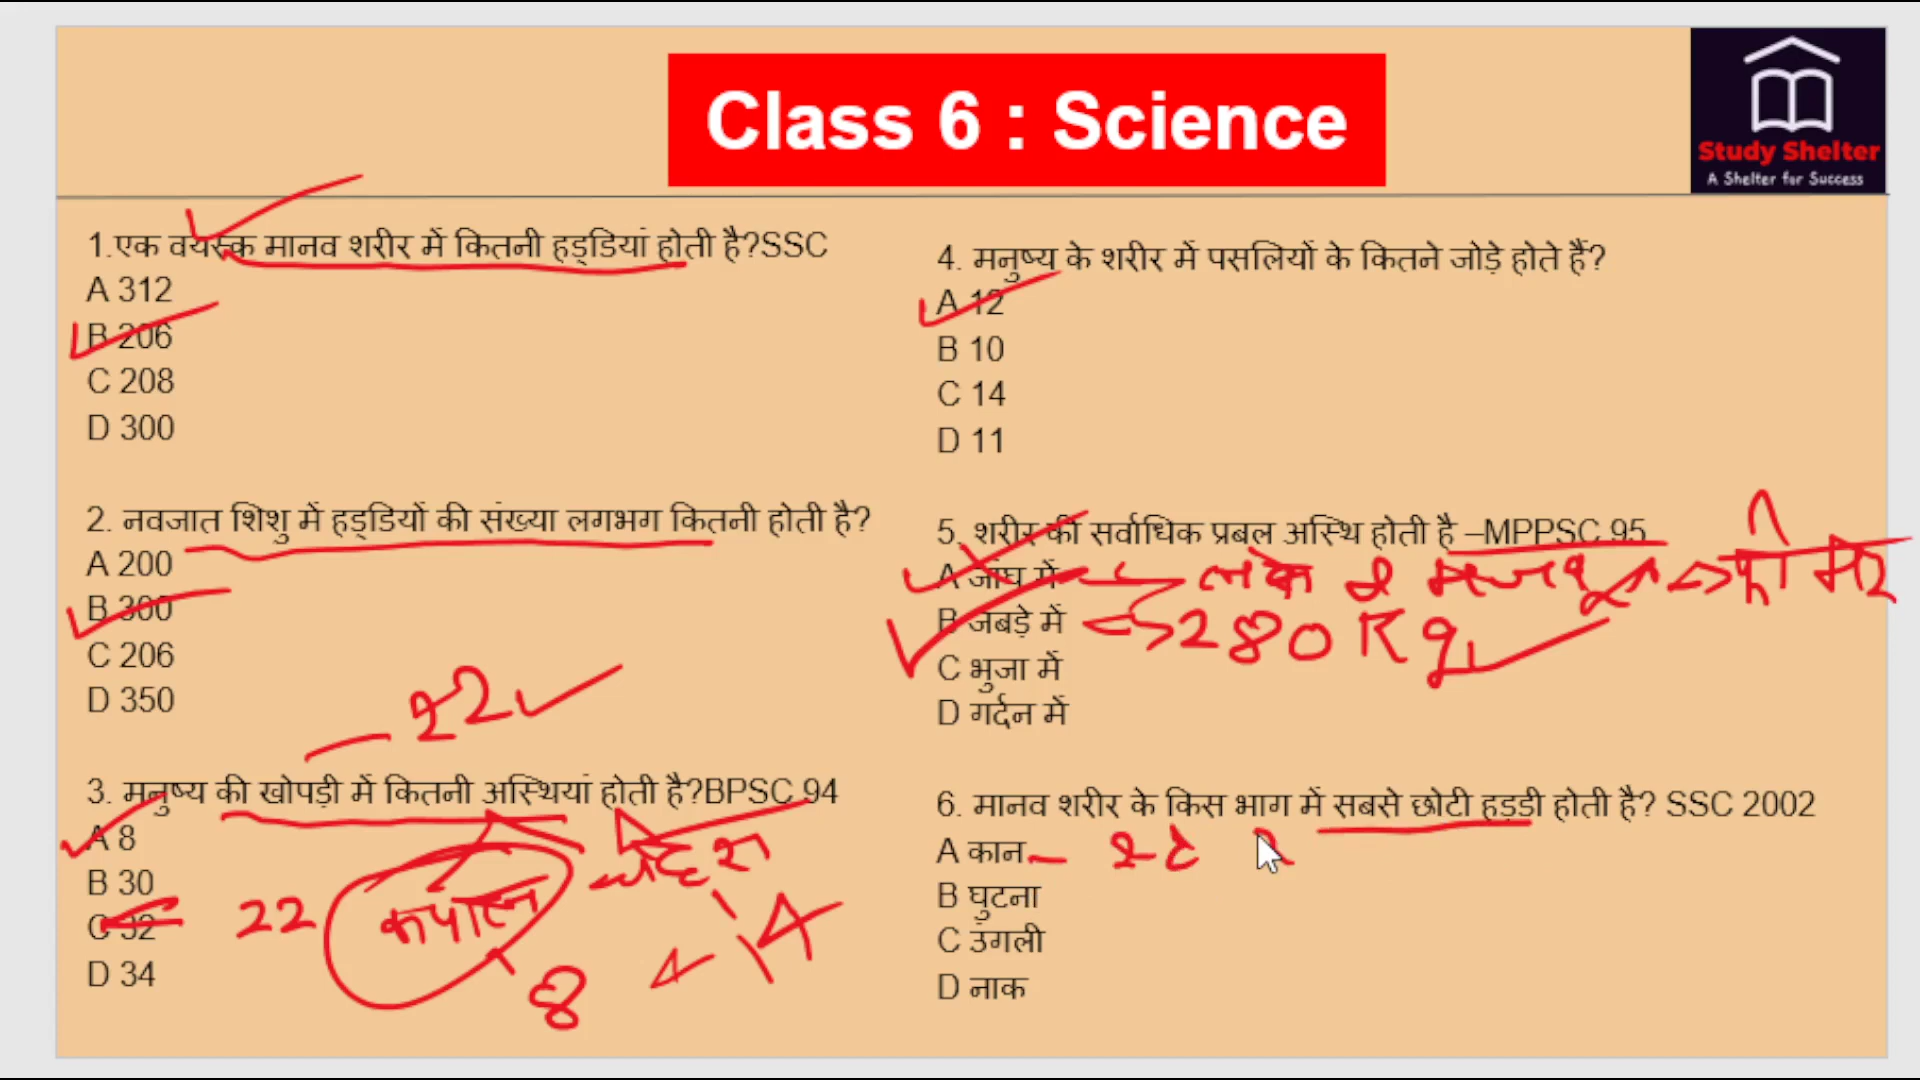 Class 6 : Science
Study Shelter
A Shelter for Success
1.एक वयस्क मानव शरीर में कितनी हड्डियां होती है?SSC
A 312
B 206
C 208
D 300
2. नवजात शिशु में हड्डियों की संख्या लगभग कितनी होती है?
A 200
B 300
C 206
D 350
22
3. मनुष्य की खोपड़ी में कितनी अस्थियां होती है?BPSC 94
A 8
B 30
C 32
D 34
22
कपाल
8
14
4. मनुष्य के शरीर में पसलियों के कितने जोड़े होते हैं?
A 12
B 10
C 14
D 11
5. शरीर की सर्वाधिक प्रबल अस्थि होती है –MPPSC 95
A जांघ में
B जबड़े में
280 Kg
C भुजा में
D गर्दन में
6. मानव शरीर के किस भाग में सबसे छोटी हड्डी होती है? SSC 2002
A कान
B घुटना
C उंगली
D नाक